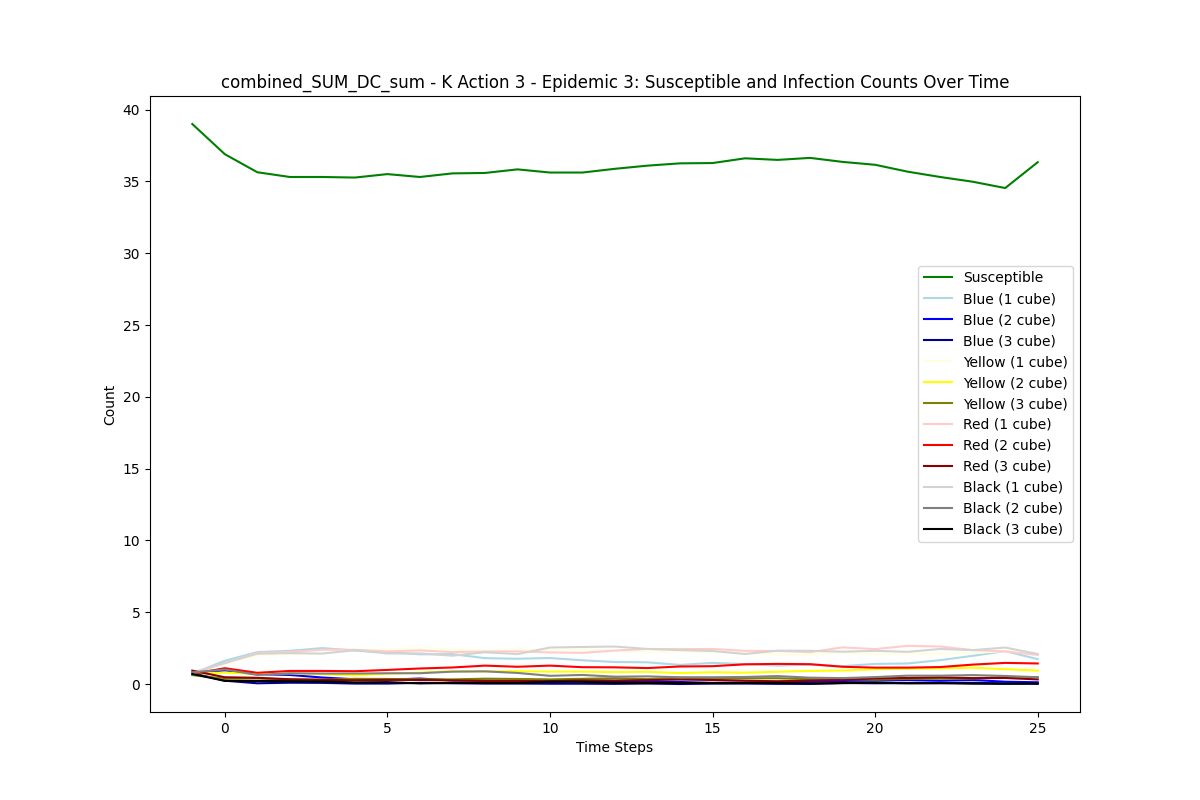 combined_SUM_DC_sum - K Action 3 - Epidemic 3: Susceptible and Infection Counts Over Time
40
35
30
25
20
15
10
5
0
Count
Susceptible
Blue (1 cube)
Blue (2 cube)
Blue (3 cube)
Yellow (1 cube)
Yellow (2 cube)
Yellow (3 cube)
Red (1 cube)
Red (2 cube)
Red (3 cube)
Black (1 cube)
Black (2 cube)
Black (3 cube)
0 5 10 15 20 25
Time Steps